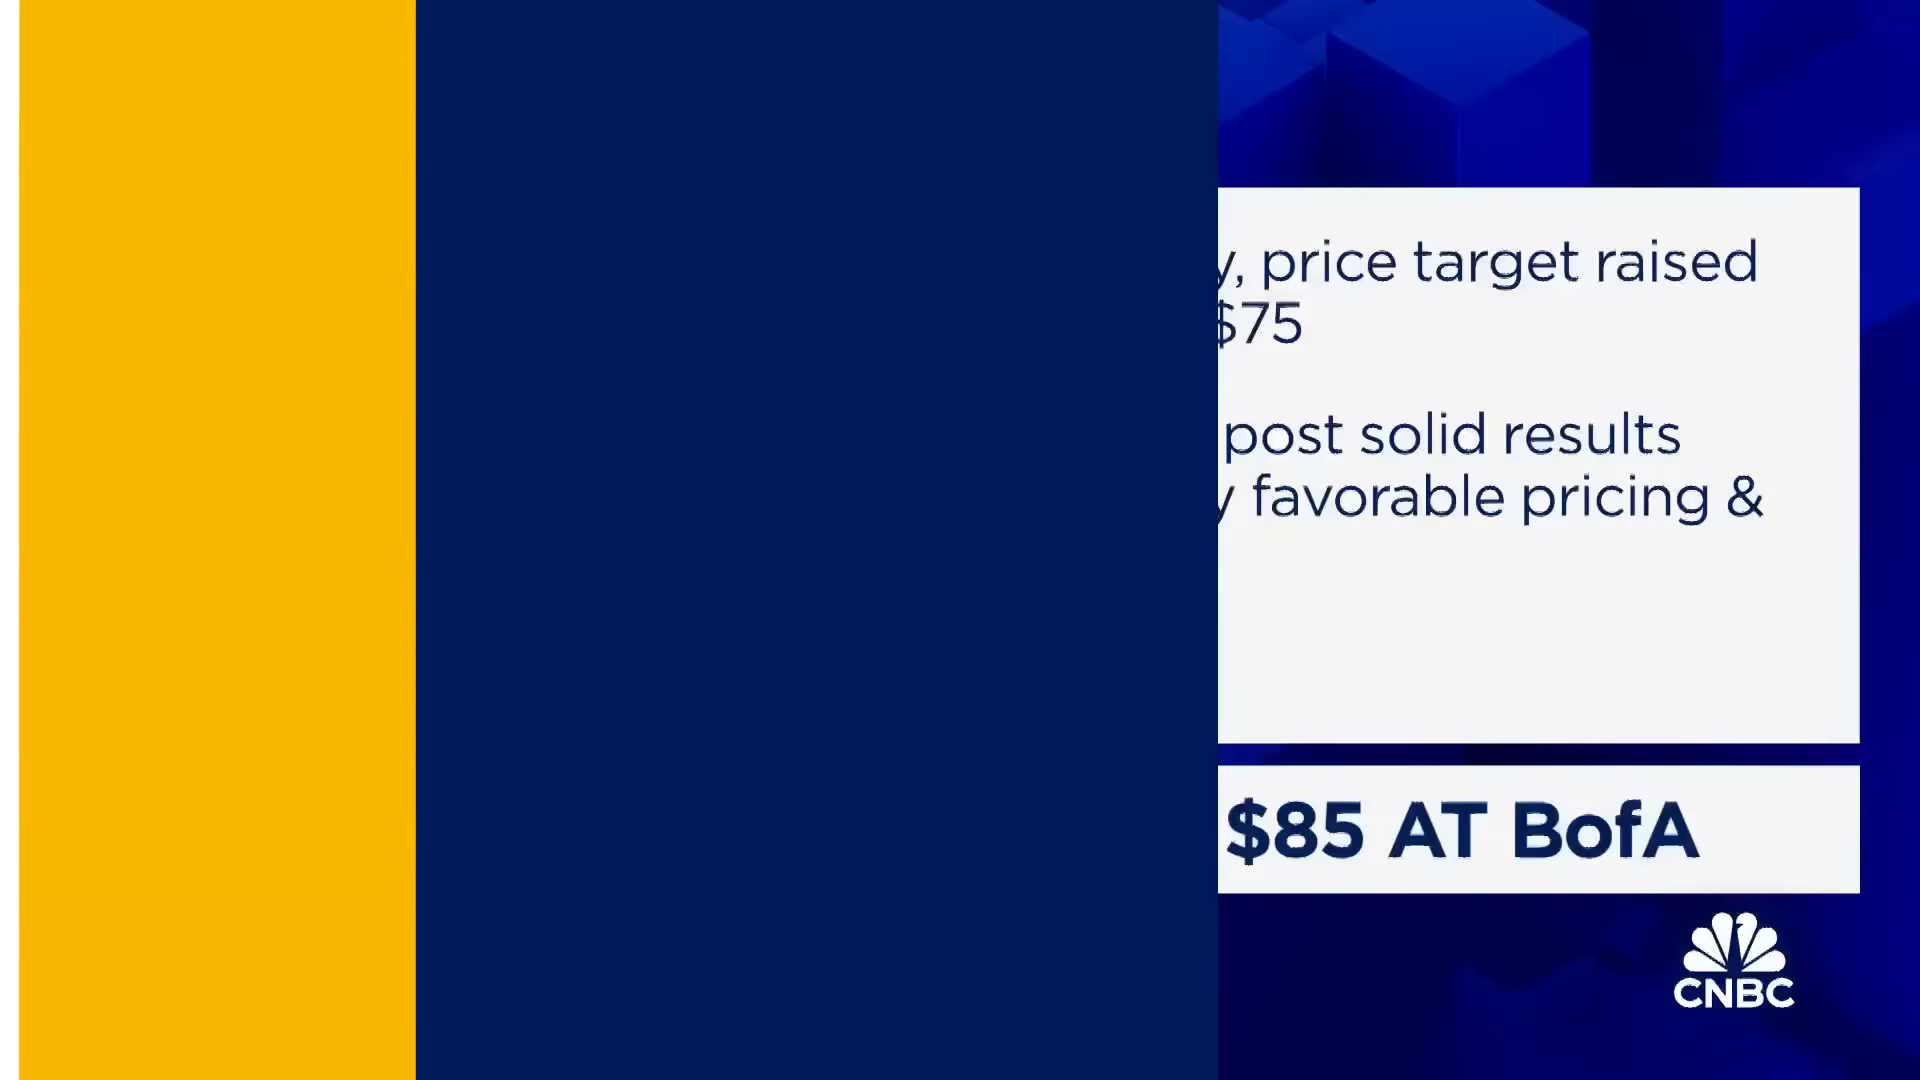 , price target raised
$75
post solid results
favorable pricing &
$85 AT BofA
CNBC